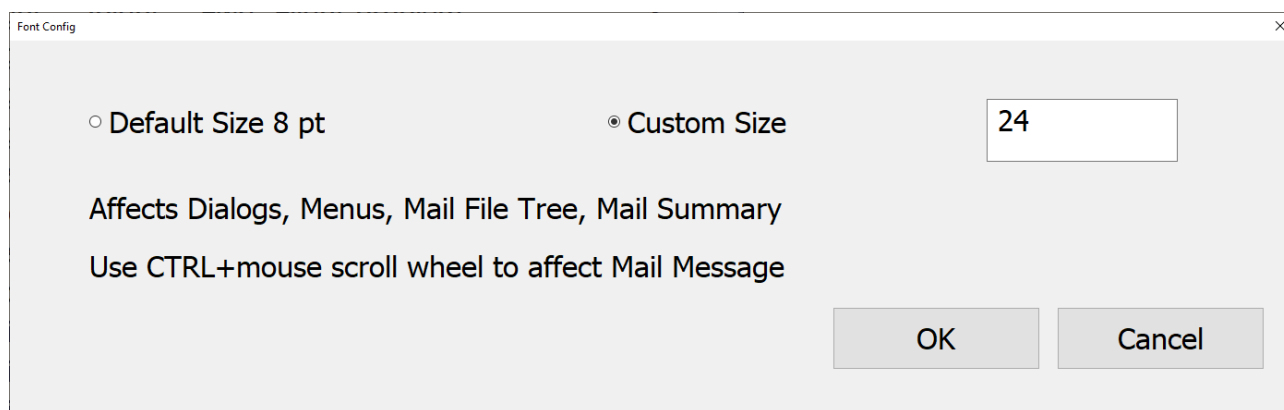 Font Config
Default Size 8 pt Custom Size 24
Affects Dialogs, Menus, Mail File Tree, Mail Summary
Use CTRL+mouse scroll wheel to affect Mail Message
OK Cancel